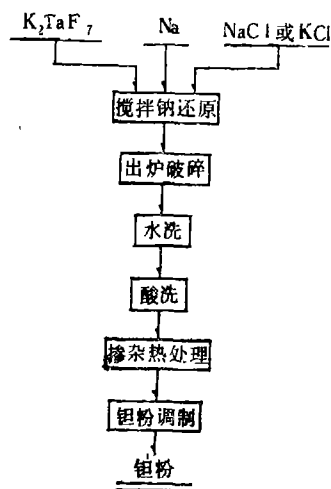 K₂TaF₇ Na NaCl或KCl
搅拌钠还原
出炉破碎
水洗
酸洗
掺杂热处理
钽粉调制
钽粉